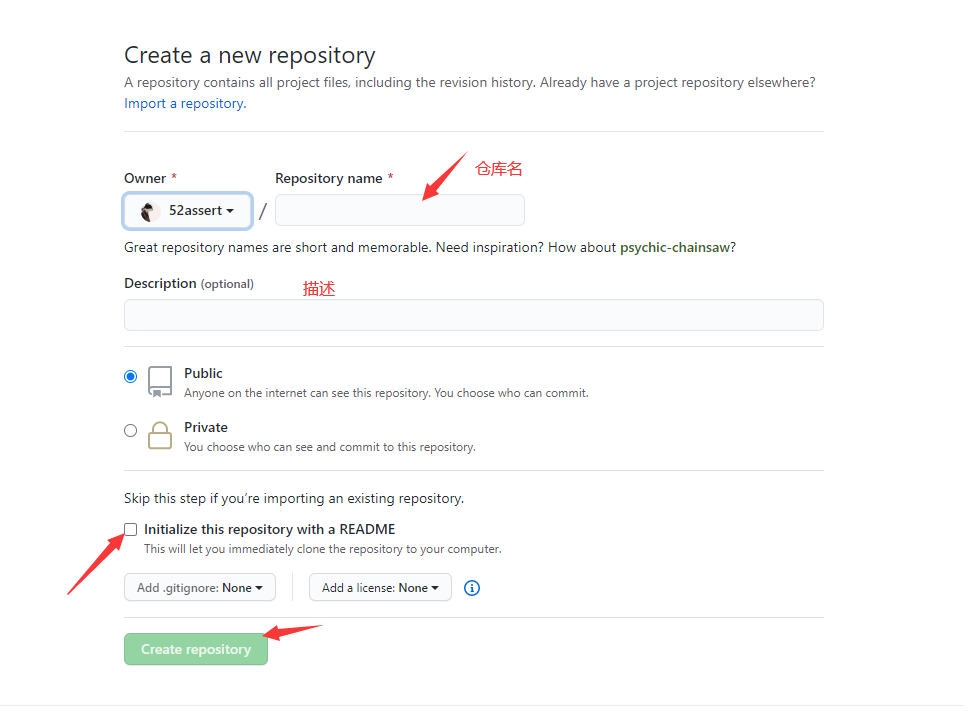 Create a new repository
A repository contains all project files, including the revision history. Already have a project repository elsewhere?
Import a repository.
Owner *
Repository name *
仓库名
52assert
/
Great repository names are short and memorable. Need inspiration? How about psychic-chainsaw?
Description (optional)
描述
Public
Anyone on the internet can see this repository. You choose who can commit.
Private
You choose who can see and commit to this repository.
Skip this step if you’re importing an existing repository.
Initialize this repository with a README
This will let you immediately clone the repository to your computer.
Add .gitignore: None
Add a license: None
Create repository